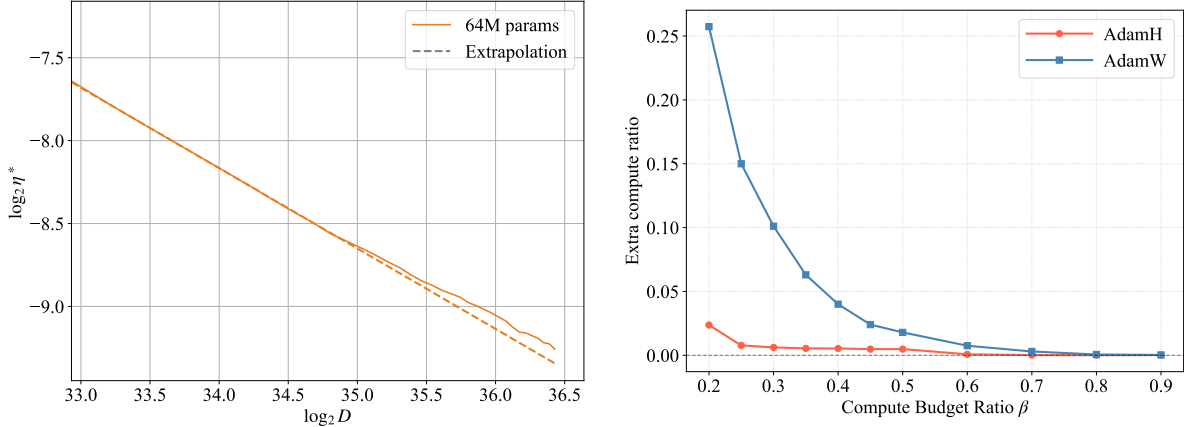 64M params
Extrapolation
−7.5
−8.0
−8.5
−9.0
log₂ η*
33.0 33.5 34.0 34.5 35.0 35.5 36.0 36.5
log₂ D
AdamH
AdamW
0.25
0.20
0.15
0.10
0.05
0.00
Extra compute ratio
0.2 0.3 0.4 0.5 0.6 0.7 0.8 0.9
Compute Budget Ratio β